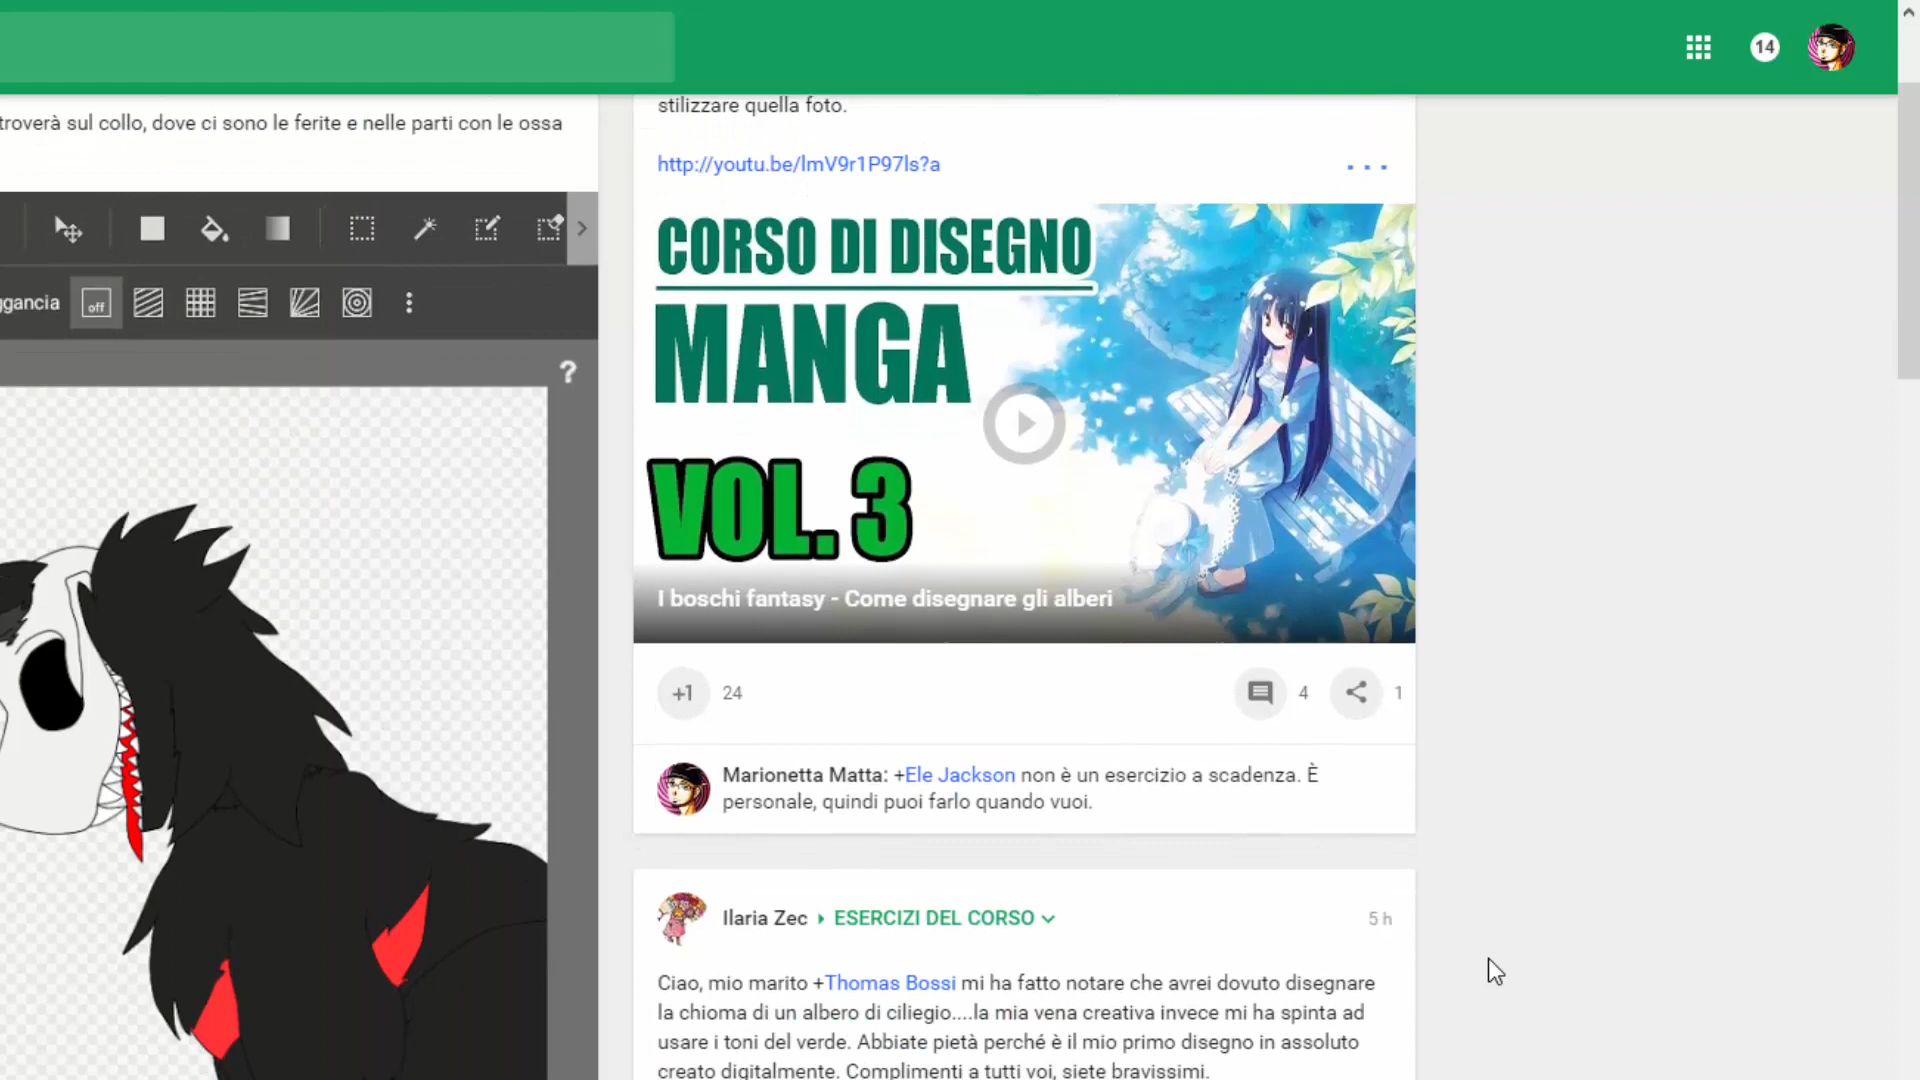 14
troverà sul collo, dove ci sono le ferite e nelle parti con le ossa
off
?
stilizzare quella foto.
http://youtu.be/lmV9r1P97ls?a
CORSO DI DISEGNO
MANGA
VOL. 3
I boschi fantasy - Come disegnare gli alberi
+1 24 4 1
Marionetta Matta: +Ele Jackson non è un esercizio a scadenza. È
personale, quindi puoi farlo quando vuoi.
Ilaria Zec ESERCIZI DEL CORSO 5 h
Ciao, mio marito +Thomas Bossi mi ha fatto notare che avrei dovuto disegnare
la chioma di un albero di ciliegio....la mia vena creativa invece mi ha spinta ad
usare i toni del verde. Abbiate pietà perché è il mio primo disegno in assoluto
creato digitalmente. Complimenti a tutti voi, siete bravissimi.